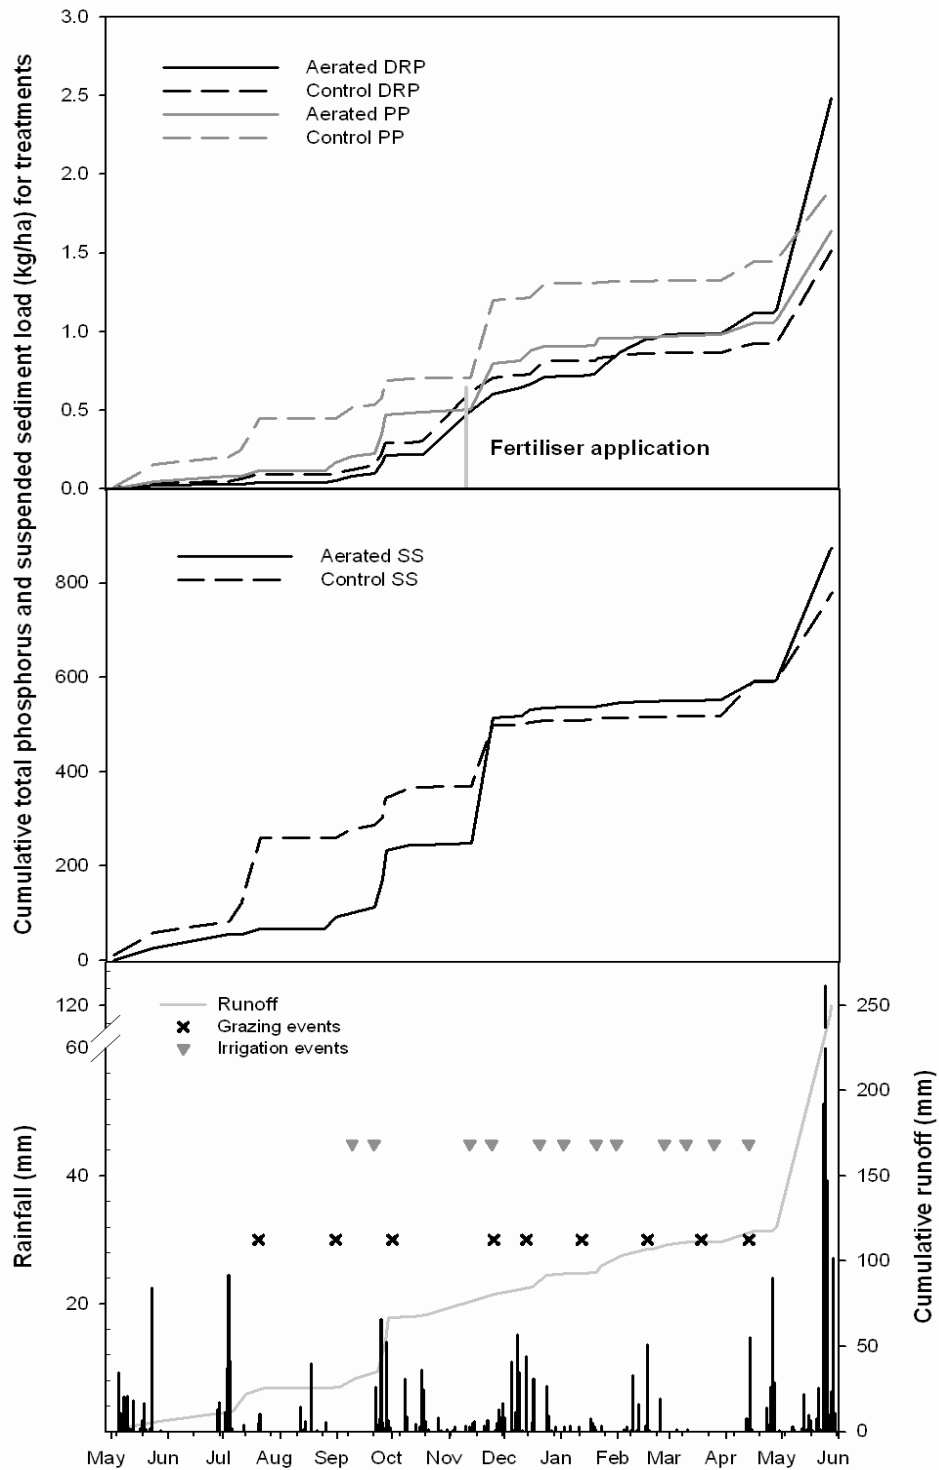 Cumulative total phosphorus and suspended sediment load (kg/ha) for treatments
3.0
2.5
2.0
1.5
1.0
0.5
0.0
Aerated DRP
Control DRP
Aerated PP
Control PP
Fertiliser application
800
600
400
200
0
Aerated SS
Control SS
Rainfall (mm)
120
60
40
20
Runoff
Grazing events
Irrigation events
250
200
150
100
50
0
Cumulative runoff (mm)
May Jun Jul Aug Sep Oct Nov Dec Jan Feb Mar Apr May Jun